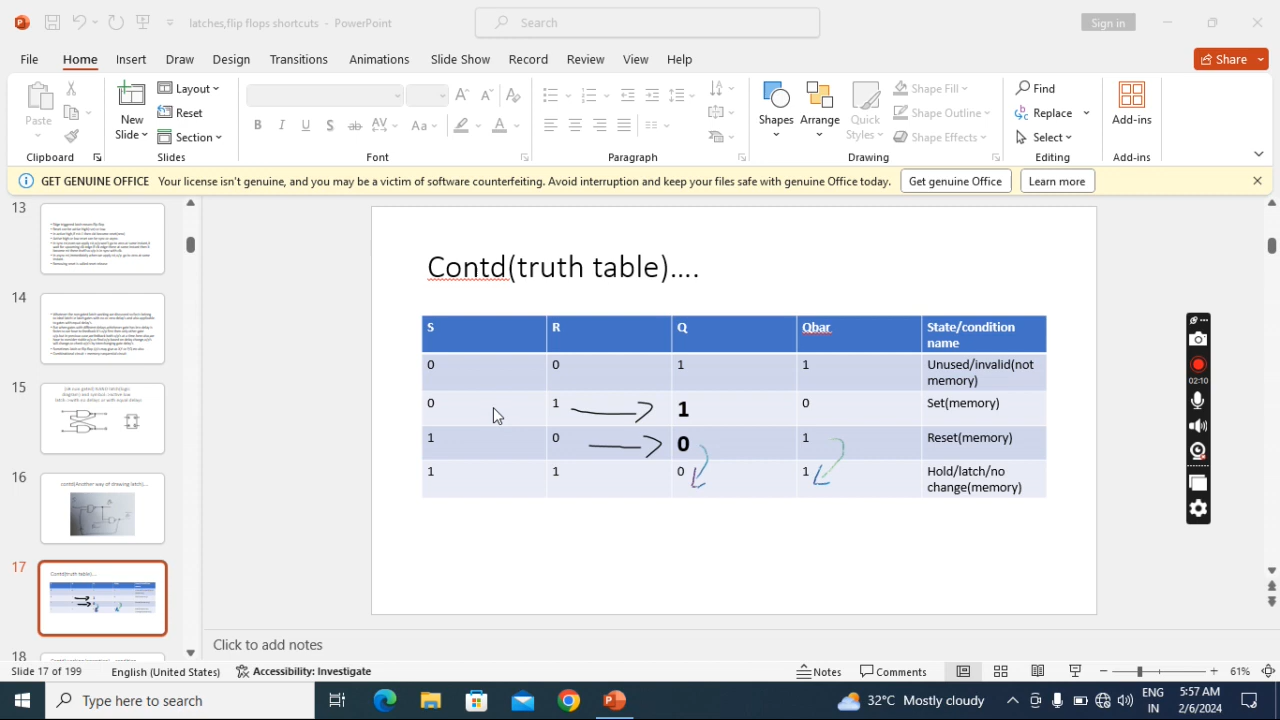 latches,flip flops shortcuts - PowerPoint
Search
Sign in
File Home Insert Draw Design Transitions Animations Slide Show Record Review View Help
Share
Paste
Clipboard
New
Slide
Layout
Reset
Section
Slides
B I U S ab AV Aa A
Font
Paragraph
Shapes
Arrange
Quick
Styles
Shape Fill
Shape Outline
Shape Effects
Drawing
Find
Replace
Select
Editing
Add-ins
Add-ins
GET GENUINE OFFICE Your license isn't genuine, and you may be a victim of software counterfeiting. Avoid interruption and keep your files safe with genuine Office today. Get genuine Office Learn more
13
14
15
16
17
18
Contd(truth table)....
S R Q Qbar State/condition
name
0 0 1 1 Unused/invalid(not
memory)
0 1 1 0 Set(memory)
1 0 0 1 Reset(memory)
1 1 0 1 Hold/latch/no
change(memory)
02:10
Click to add notes
Slide 17 of 199 English (United States) Accessibility: Investigate Notes Comments 61%
Type here to search
32°C Mostly cloudy
ENG
IN
5:57 AM
2/6/2024